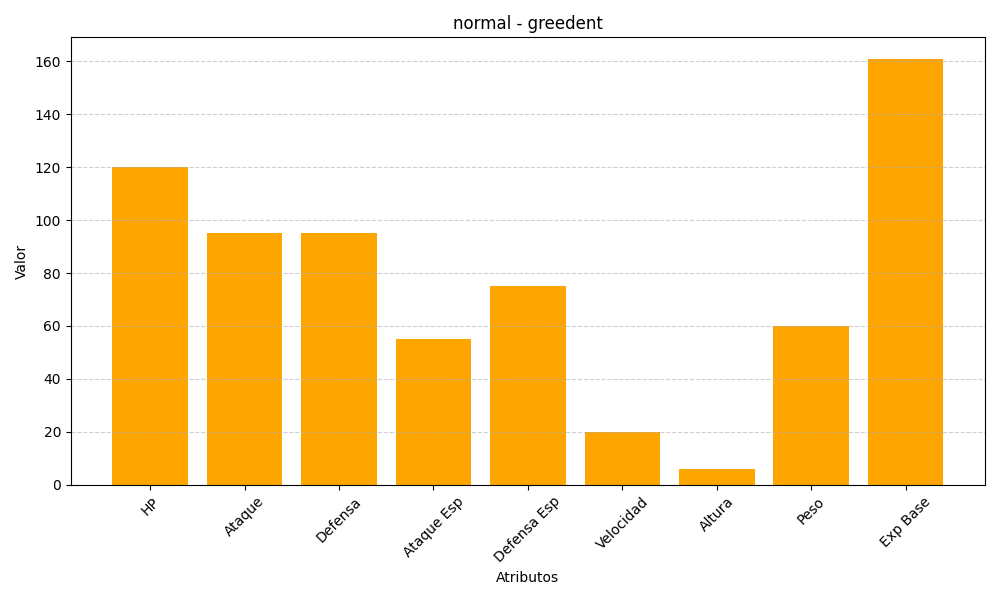 normal - greedent
Valor
160
140
120
100
80
60
40
20
0
HP
Ataque
Defensa
Ataque Esp
Defensa Esp
Velocidad
Altura
Peso
Exp Base
Atributos